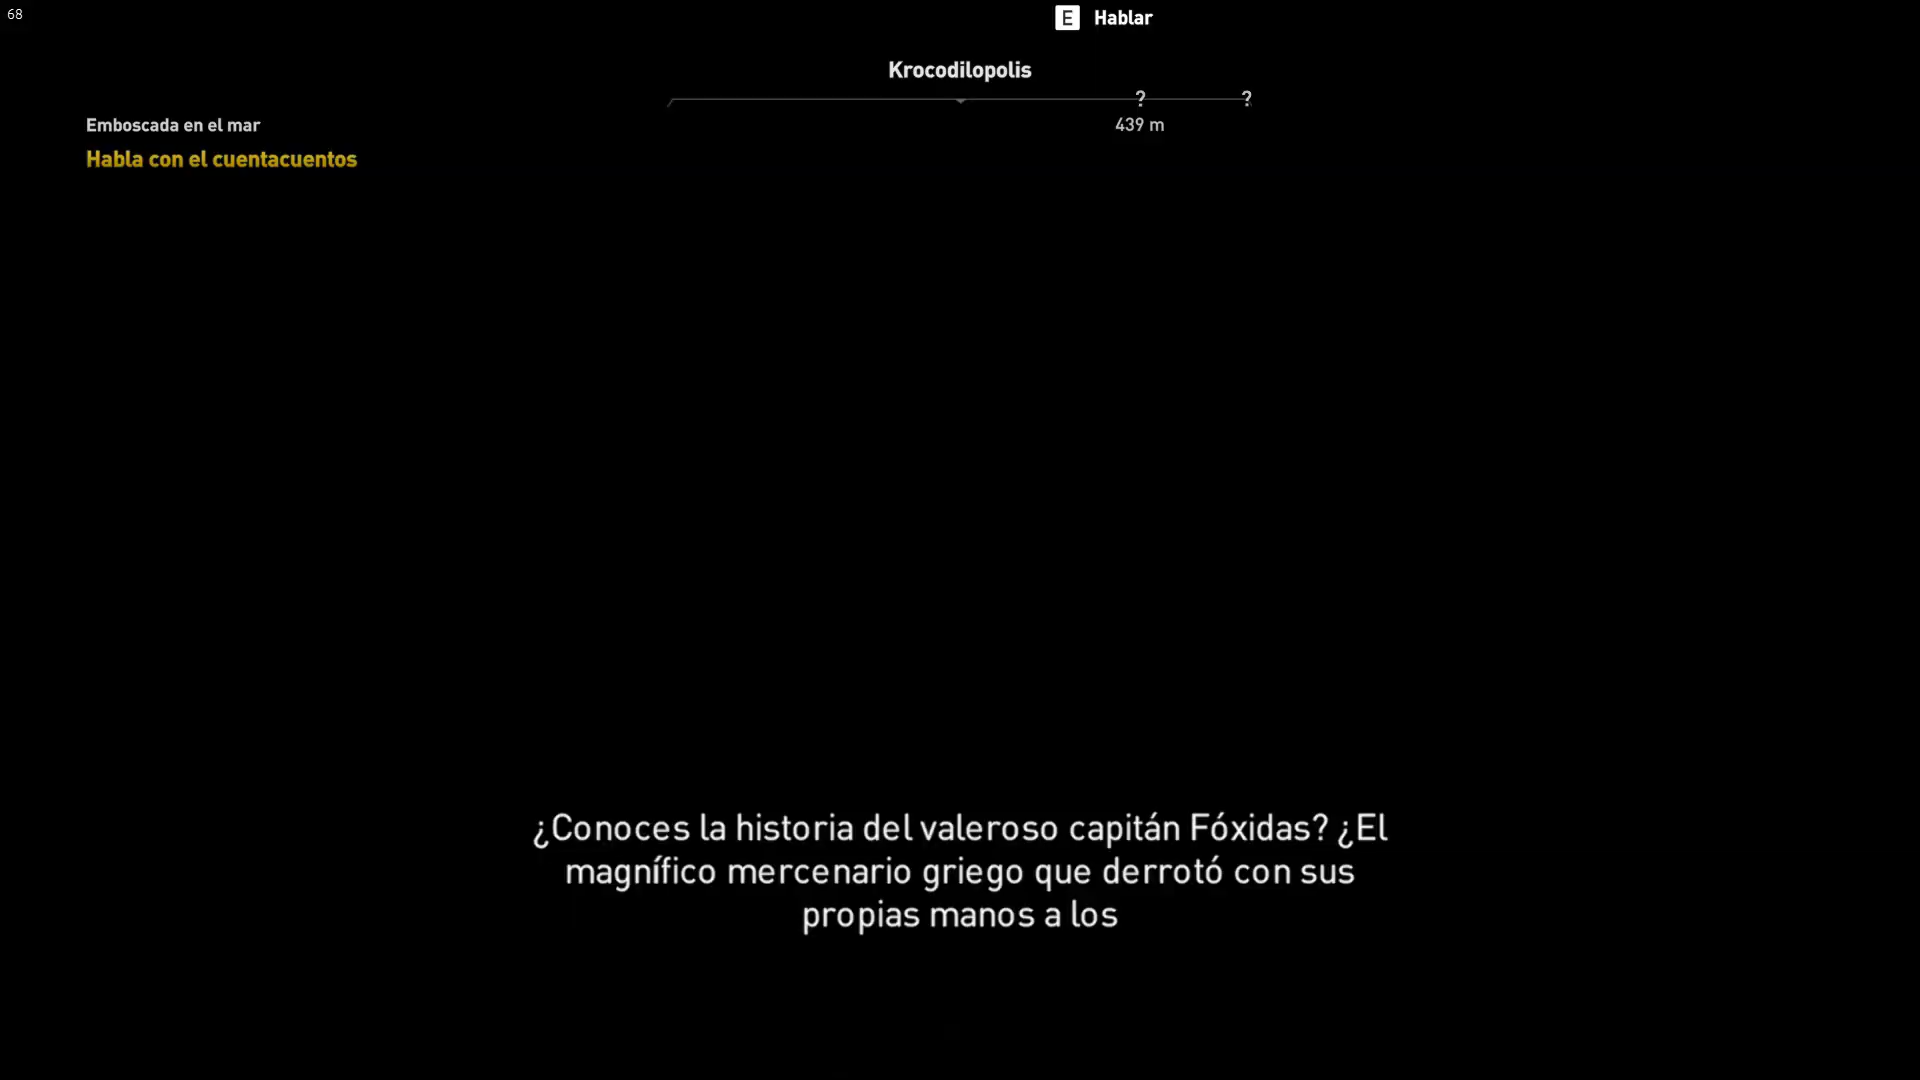 68
E Hablar
Krocodilopolis
? ?
439 m
Emboscada en el mar
Habla con el cuentacuentos
¿Conoces la historia del valeroso capitán Fóxidas? ¿El
magnífico mercenario griego que derrotó con sus
propias manos a los